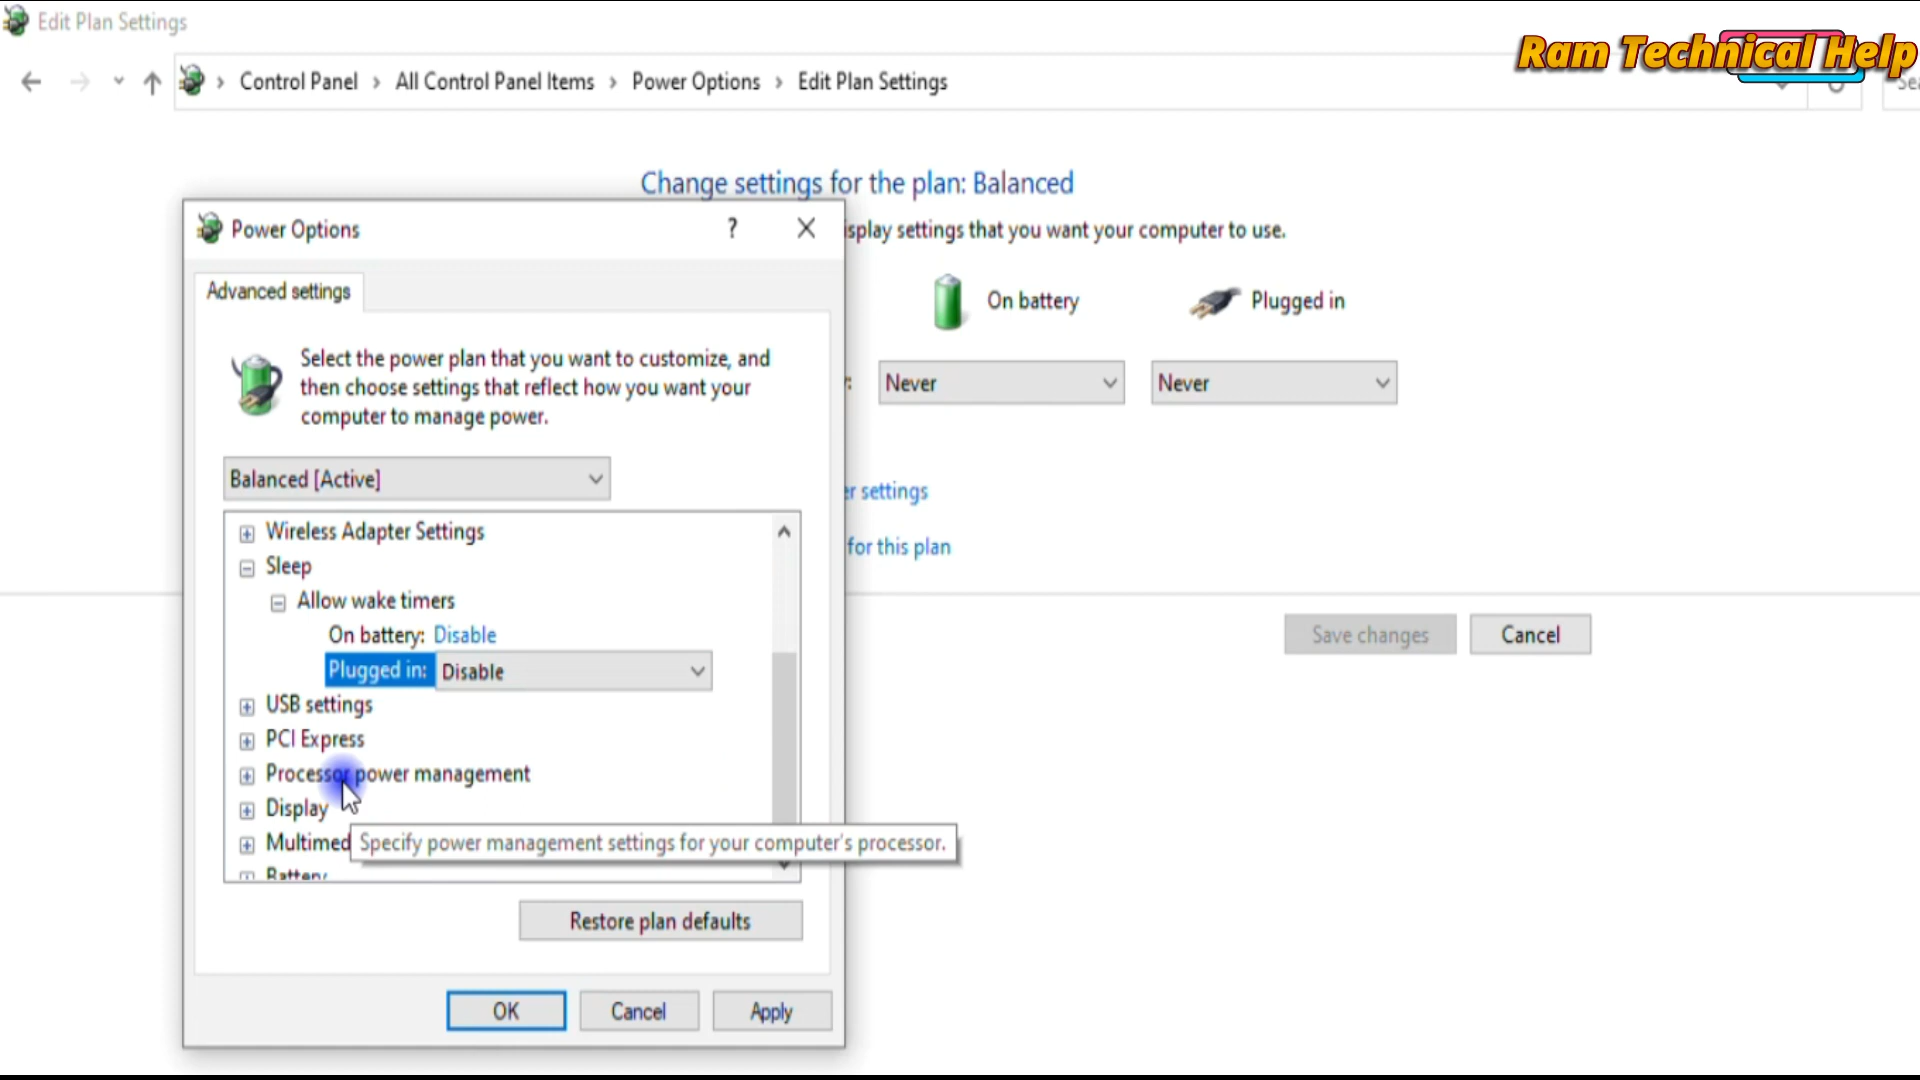 Edit Plan Settings
Ram Technical Help
Control Panel > All Control Panel Items > Power Options > Edit Plan Settings
Change settings for the plan: Balanced
Power Options
?
isplay settings that you want your computer to use.
Advanced settings
On battery
Plugged in
Select the power plan that you want to customize, and
then choose settings that reflect how you want your
computer to manage power.
Never
Never
Balanced [Active]
er settings
for this plan
Wireless Adapter Settings
Sleep
Allow wake timers
On battery: Disable
Plugged in: Disable
USB settings
PCI Express
Processor power management
Display
Multimed
Specify power management settings for your computer's processor.
Battery
Save changes
Cancel
Restore plan defaults
OK
Cancel
Apply